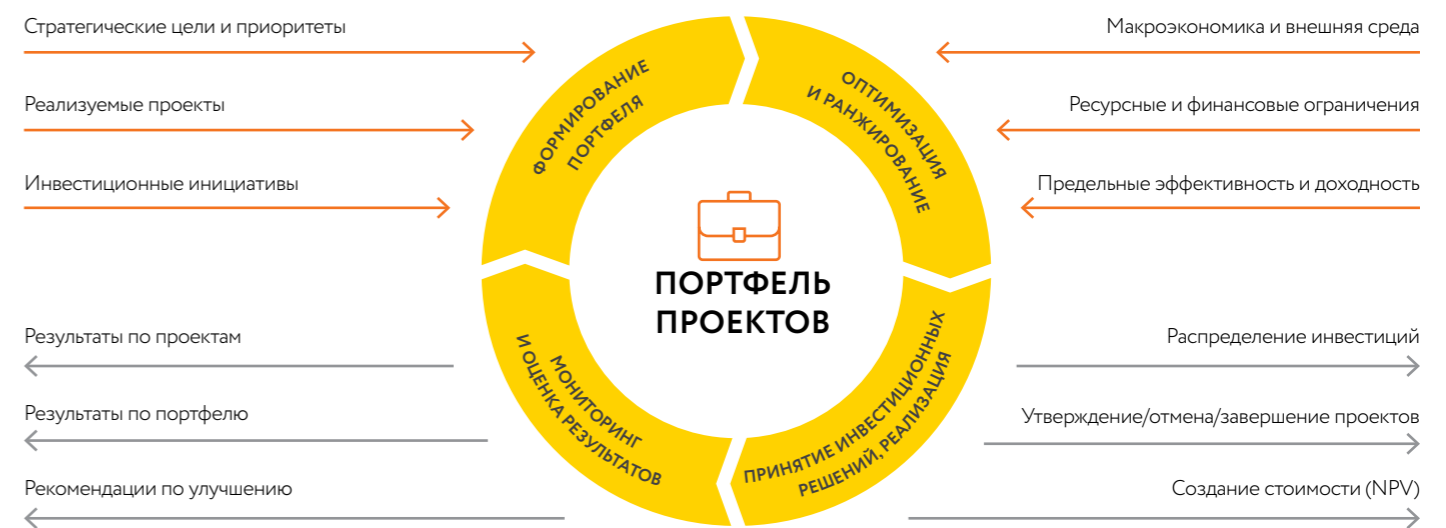 Стратегические цели и приоритеты
Макроэкономика и внешняя среда
Реализуемые проекты
Ресурсные и финансовые ограничения
Инвестиционные инициативы
Предельные эффективность и доходность
ФОРМИРОВАНИЕ
ПОРТФЕЛЯ
ОПТИМИЗАЦИЯ
И РАНЖИРОВАНИЕ
ПОРТФЕЛЬ
ПРОЕКТОВ
МОНИТОРИНГ
И ОЦЕНКА РЕЗУЛЬТАТОВ
ПРИНЯТИЕ ИНВЕСТИЦИОННЫХ
РЕШЕНИЙ, РЕАЛИЗАЦИЯ
Результаты по проектам
Распределение инвестиций
Результаты по портфелю
Утверждение/отмена/завершение проектов
Рекомендации по улучшению
Создание стоимости (NPV)